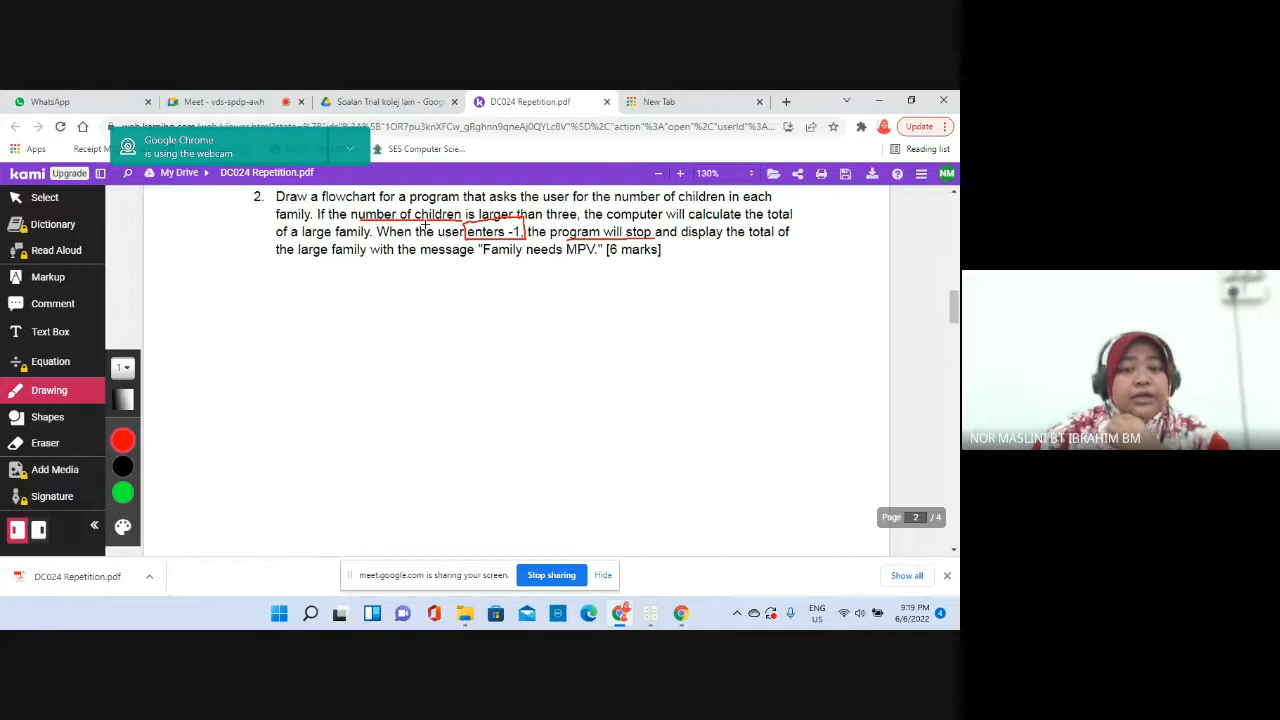 WhatsApp
Meet - vds-spdp-awh
Soalan Trial kolej lain - Goog
DC024 Repetition.pdf
New Tab
Google Chrome
is using the webcam
Update
Apps
Receipt M
SES Computer Scie...
Reading list
kami
Upgrade
My Drive
DC024 Repetition.pdf
130%
NM
Select
Dictionary
Read Aloud
Markup
Comment
Text Box
Equation
Drawing
Shapes
Eraser
Add Media
Signature
1
2. Draw a flowchart for a program that asks the user for the number of children in each
family. If the number of children is larger than three, the computer will calculate the total
of a large family. When the user enters -1, the program will stop and display the total of
the large family with the message "Family needs MPV." [6 marks]
Page 2 / 4
NOR MASLINI BT IBRAHIM BM
DC024 Repetition.pdf
meet.google.com is sharing your screen.
Stop sharing
Hide
Show all
ENG
US
9:19 PM
6/6/2022
4